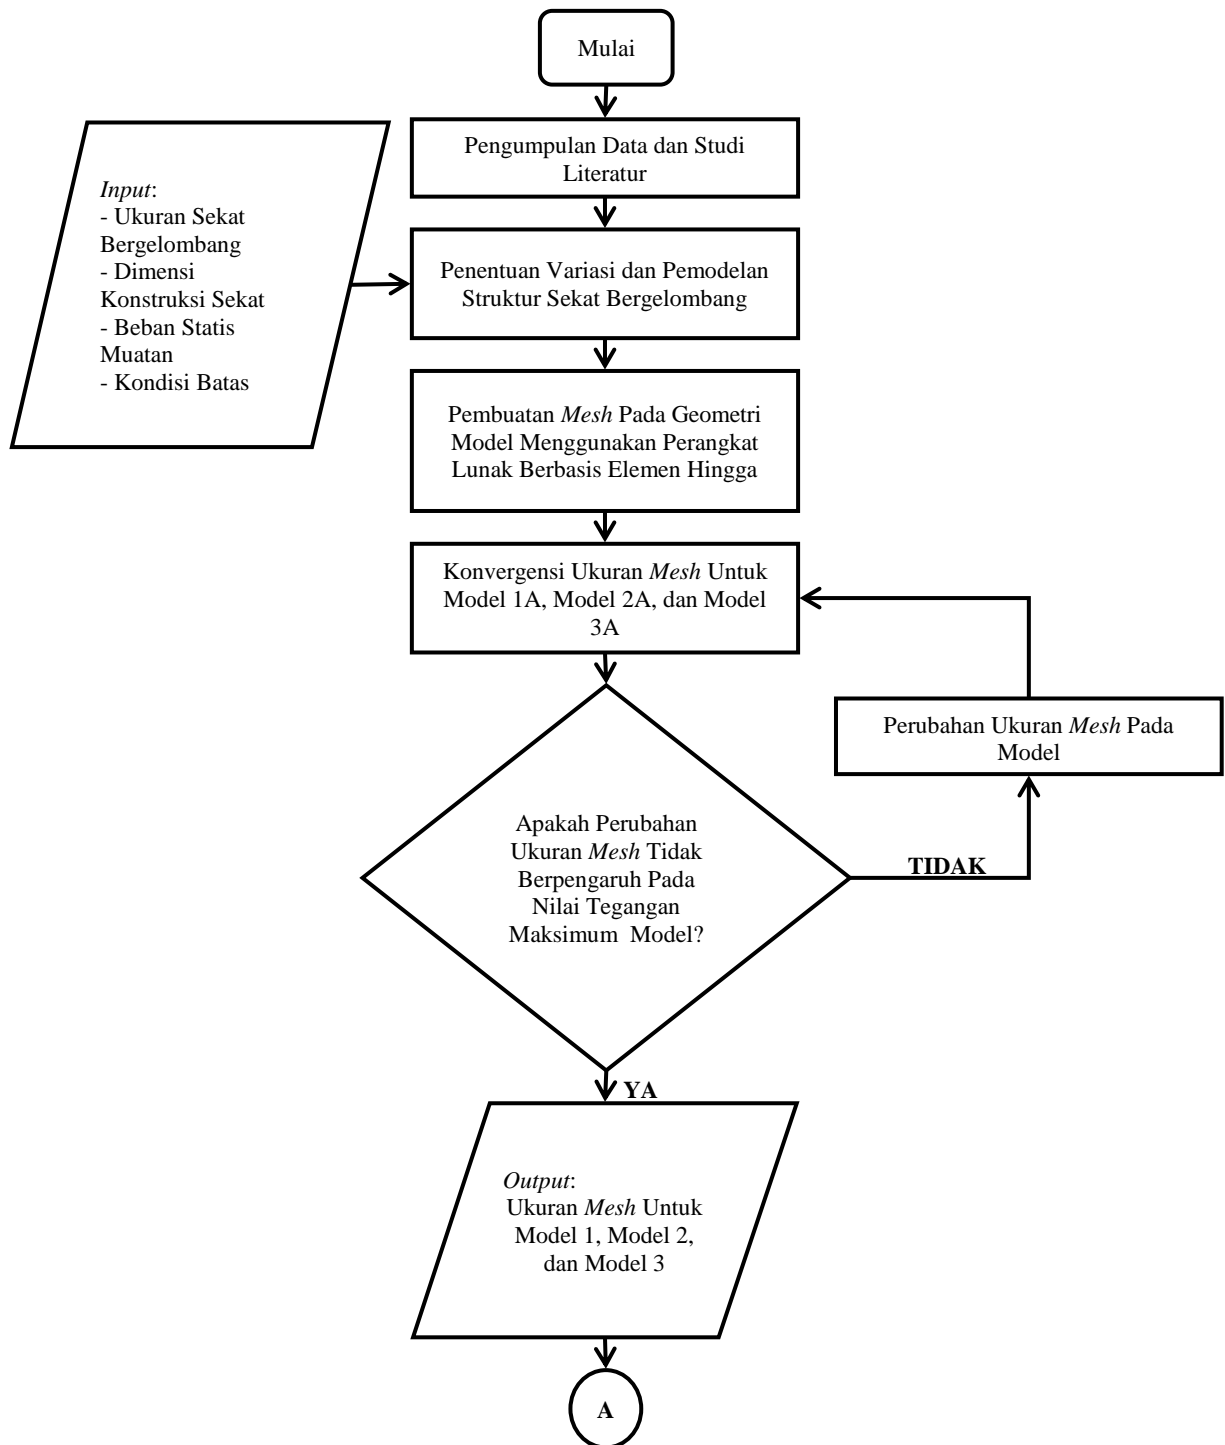 Mulai
Pengumpulan Data dan Studi
Literatur
Input:
- Ukuran Sekat
Bergelombang
- Dimensi
Konstruksi Sekat
- Beban Statis
Muatan
- Kondisi Batas
Penentuan Variasi dan Pemodelan
Struktur Sekat Bergelombang
Pembuatan Mesh Pada Geometri
Model Menggunakan Perangkat
Lunak Berbasis Elemen Hingga
Konvergensi Ukuran Mesh Untuk
Model 1A, Model 2A, dan Model
3A
Perubahan Ukuran Mesh Pada
Model
Apakah Perubahan
Ukuran Mesh Tidak
Berpengaruh Pada
Nilai Tegangan
Maksimum Model?
TIDAK
YA
Output:
Ukuran Mesh Untuk
Model 1, Model 2,
dan Model 3
A